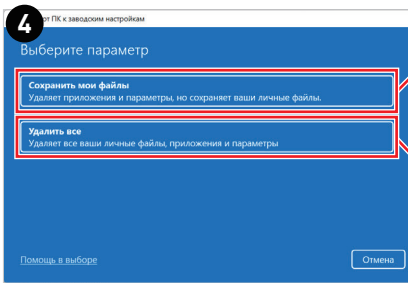 4
от ПК к заводским настройкам
Выберите параметр
Сохранить мои файлы
Удаляет приложения и параметры, но сохраняет ваши личные файлы.
Удалить все
Удаляет все ваши личные файлы, приложения и параметры
Помощь в выборе
Отмена